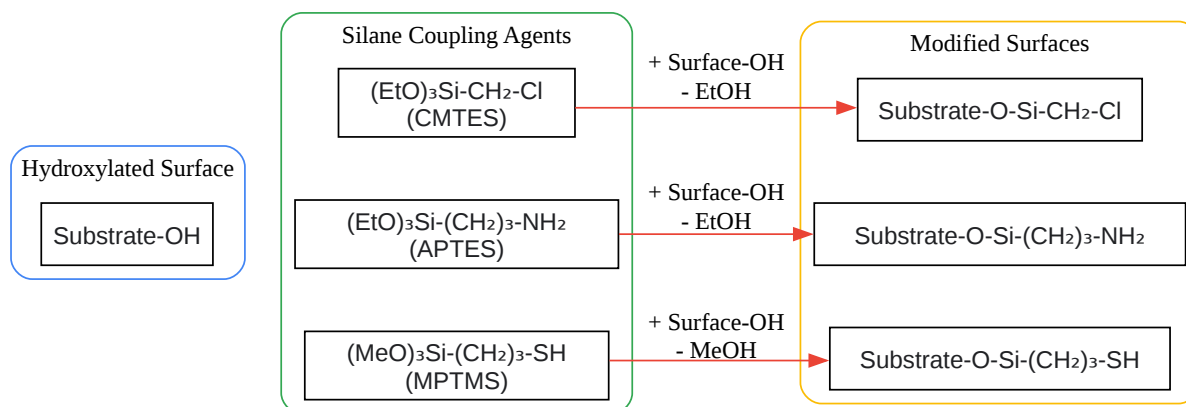 Hydroxylated Surface
Substrate-OH
Silane Coupling Agents
(EtO)₃Si-CH₂-Cl
(CMTES)
(EtO)₃Si-(CH₂)₃-NH₂
(APTES)
(MeO)₃Si-(CH₂)₃-SH
(MPTMS)
+ Surface-OH
- EtOH
+ Surface-OH
- EtOH
+ Surface-OH
- MeOH
Modified Surfaces
Substrate-O-Si-CH₂-Cl
Substrate-O-Si-(CH₂)₃-NH₂
Substrate-O-Si-(CH₂)₃-SH